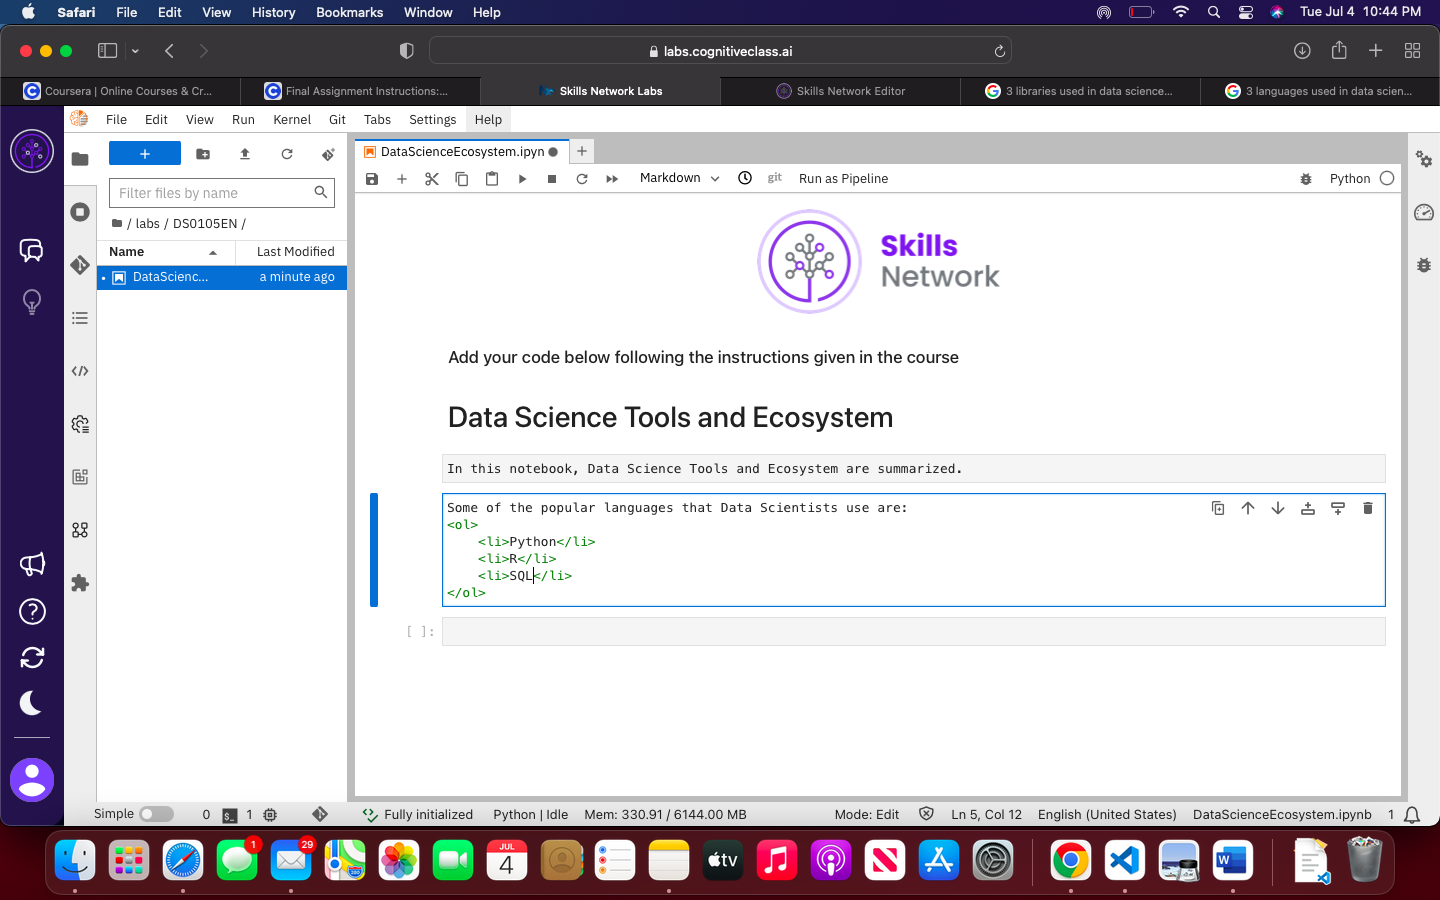 Safari File Edit View History Bookmarks Window Help Tue Jul 4 10:44 PM
labs.cognitiveclass.ai
Coursera | Online Courses & Cr... Final Assignment Instructions:... Skills Network Labs Skills Network Editor 3 libraries used in data science... 3 languages used in data scien...
File Edit View Run Kernel Git Tabs Settings Help
DataScienceEcosystem.ipyn
Markdown git Run as Pipeline Python
Filter files by name
/ labs / DS0105EN /
Name Last Modified
DataScienc... a minute ago
Skills
Network
Add your code below following the instructions given in the course
Data Science Tools and Ecosystem
In this notebook, Data Science Tools and Ecosystem are summarized.
Some of the popular languages that Data Scientists use are:
<ol>
<li>Python</li>
<li>R</li>
<li>SQL</li>
</ol>
[ ]:
Simple 0 $_ 1 Fully initialized Python | Idle Mem: 330.91 / 6144.00 MB Mode: Edit Ln 5, Col 12 English (United States) DataScienceEcosystem.ipynb 1
1 29 JUL 4 tv W